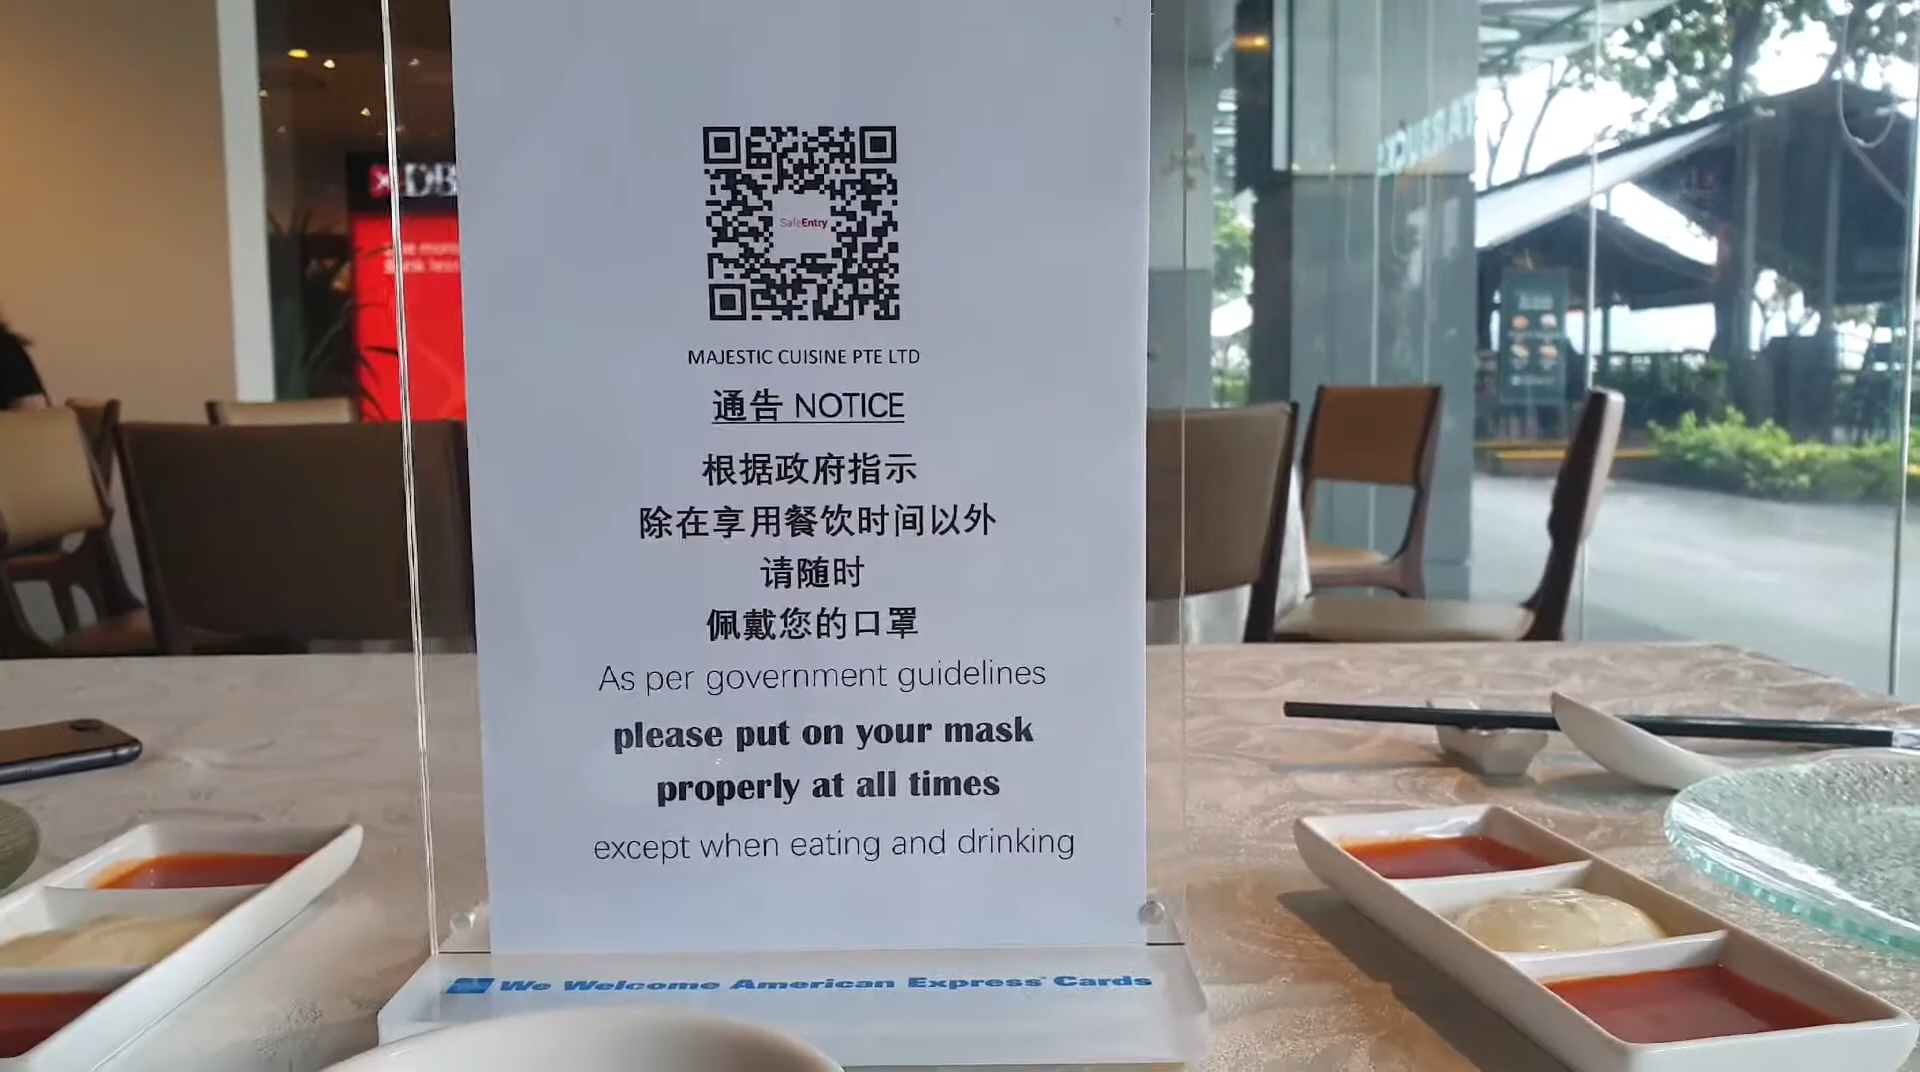 SafeEntry
MAJESTIC CUISINE PTE LTD
通告 NOTICE
根据政府指示
除在享用餐饮时间以外
请随时
佩戴您的口罩
As per government guidelines
please put on your mask
properly at all times
except when eating and drinking
We Welcome American Express Cards
DB